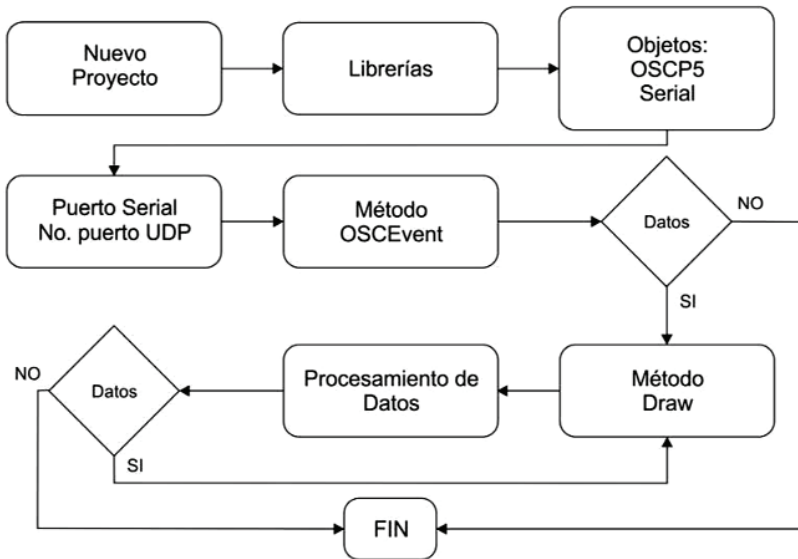 Nuevo
Proyecto
Librerías
Objetos:
OSCP5
Serial
Puerto Serial
No. puerto UDP
Método
OSCEvent
Datos
NO
SI
Método
Draw
Procesamiento de
Datos
Datos
NO
SI
FIN